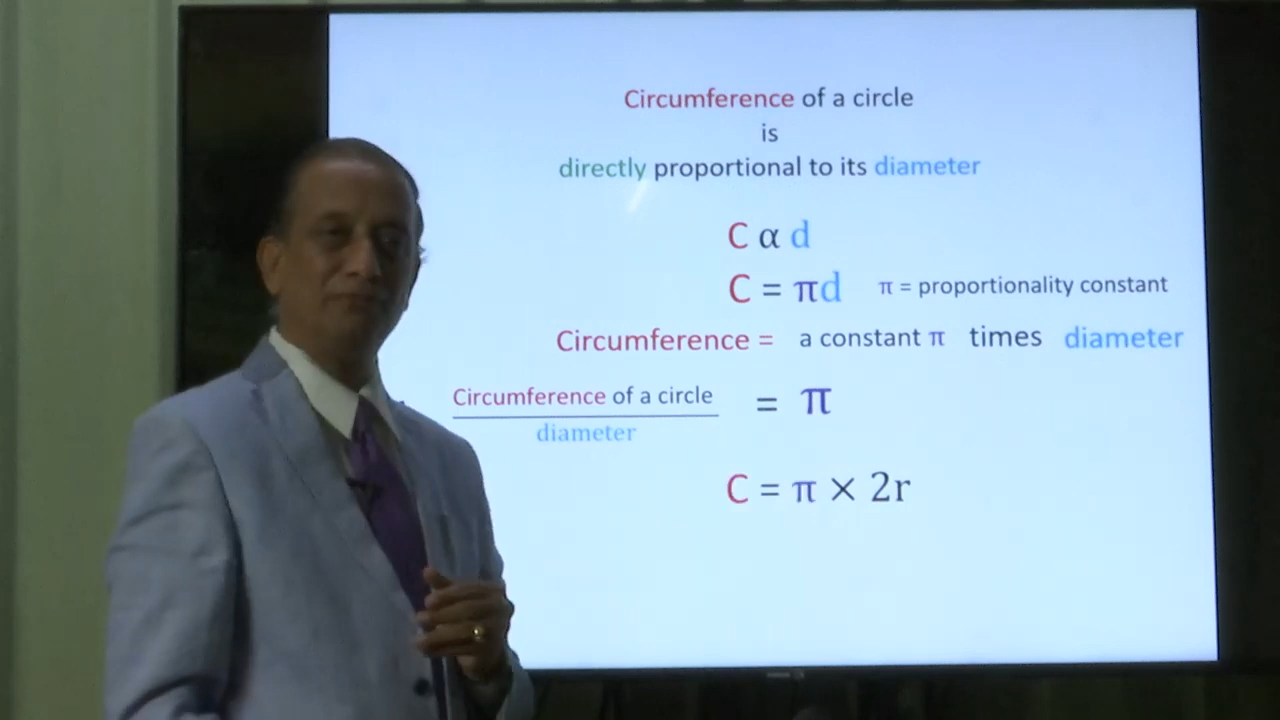 Circumference of a circle
is
directly proportional to its diameter
C α d
C = πd π = proportionality constant
Circumference = a constant π times diameter
Circumference of a circle
= π
diameter
C = π × 2r